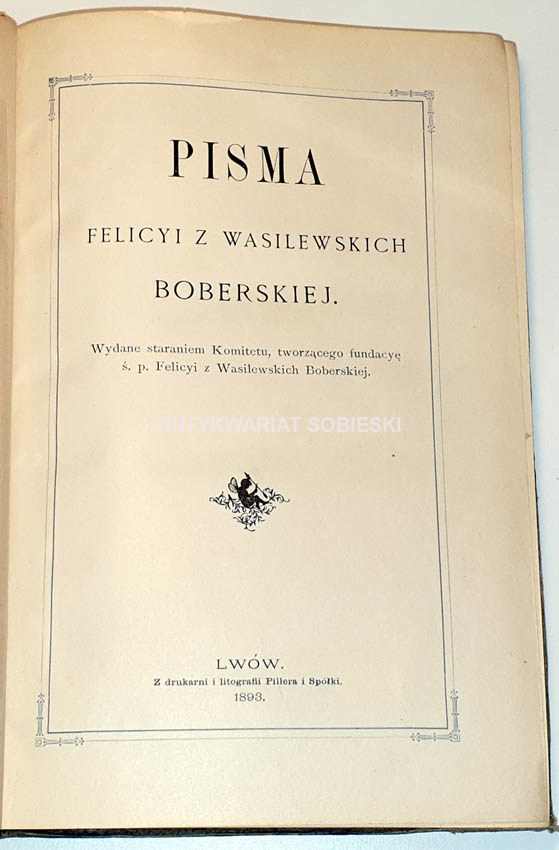 PISMA
FELICYI Z WASILEWSKICH
BOBERSKIEJ.
Wydane staraniem Komitetu, tworzącego fundacyę
ś. p. Felicyi z Wasilewskich Boberskiej.
ANTYKWARIAT SOBIESKI
LWÓW.
Z drukarni i litografii Pillera i Spółki.
1893.